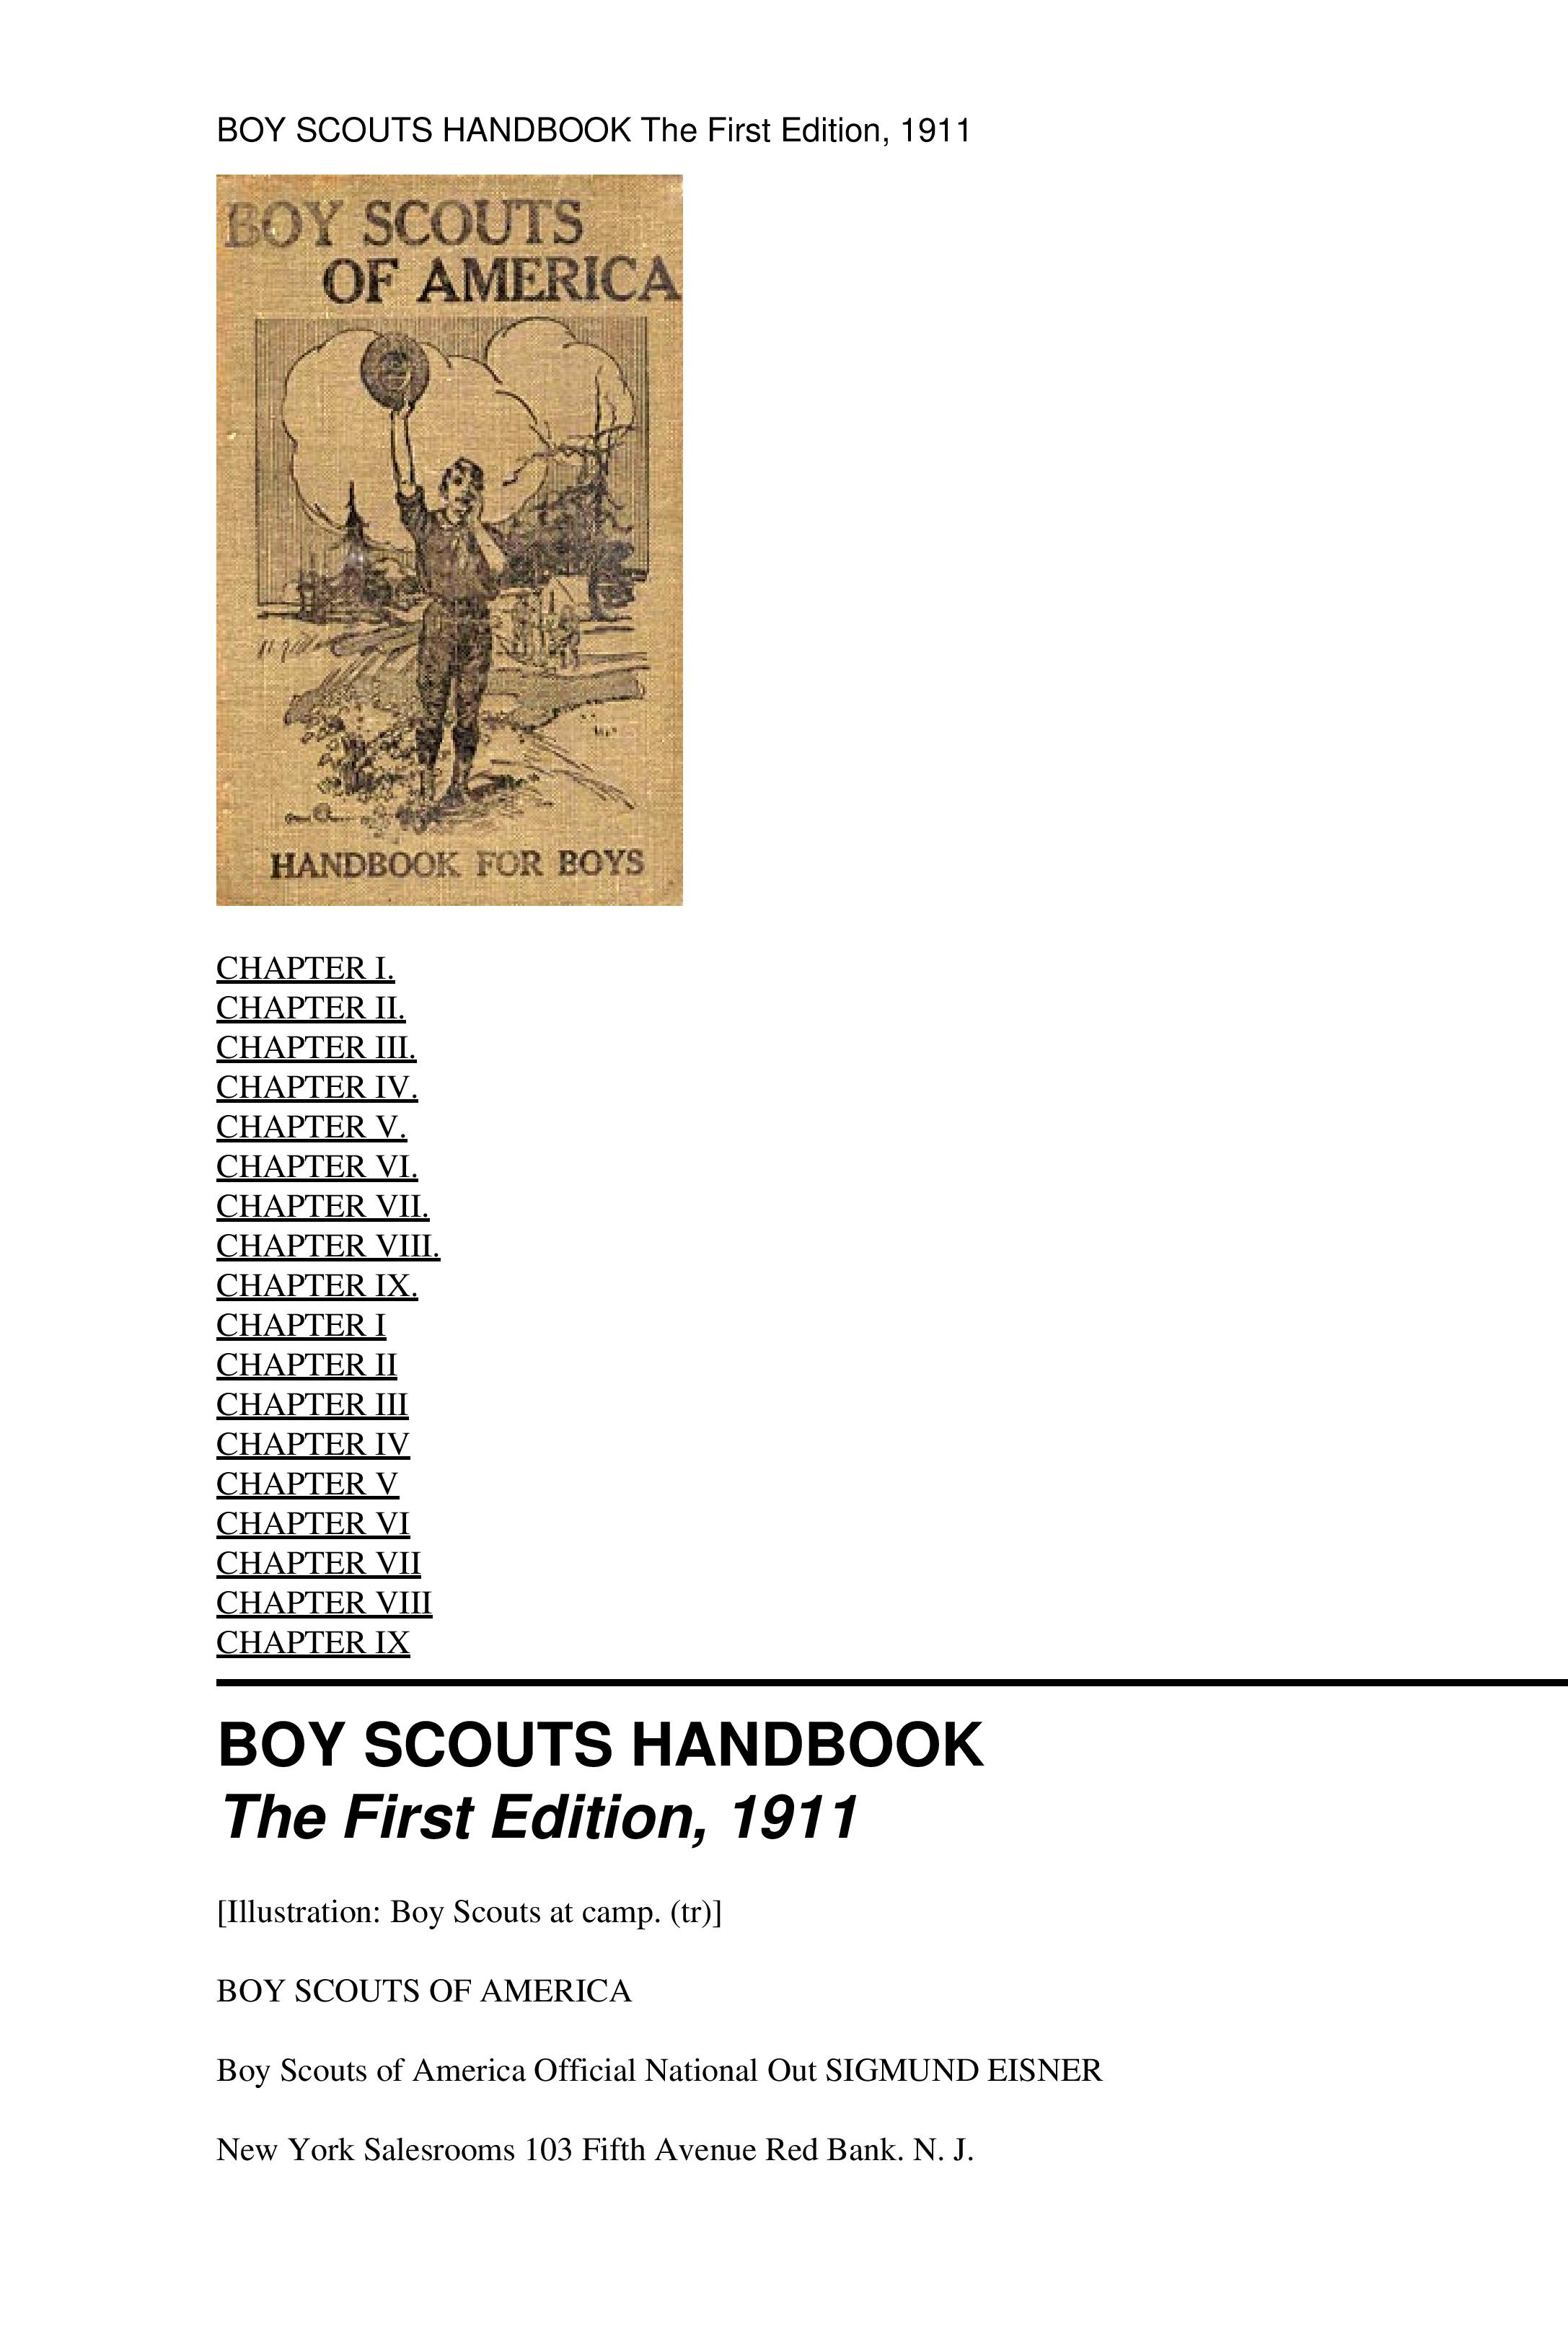 BOY SCOUTS HANDBOOK The First Edition, 1911
BOY SCOUTS
OF AMERICA
HANDBOOK FOR BOYS
CHAPTER I.
CHAPTER II.
CHAPTER III.
CHAPTER IV.
CHAPTER V.
CHAPTER VI.
CHAPTER VII.
CHAPTER VIII.
CHAPTER IX.
CHAPTER I
CHAPTER II
CHAPTER III
CHAPTER IV
CHAPTER V
CHAPTER VI
CHAPTER VII
CHAPTER VIII
CHAPTER IX
BOY SCOUTS HANDBOOK
The First Edition, 1911
[Illustration: Boy Scouts at camp. (tr)]
BOY SCOUTS OF AMERICA
Boy Scouts of America Official National Out SIGMUND EISNER
New York Salesrooms 103 Fifth Avenue Red Bank. N. J.